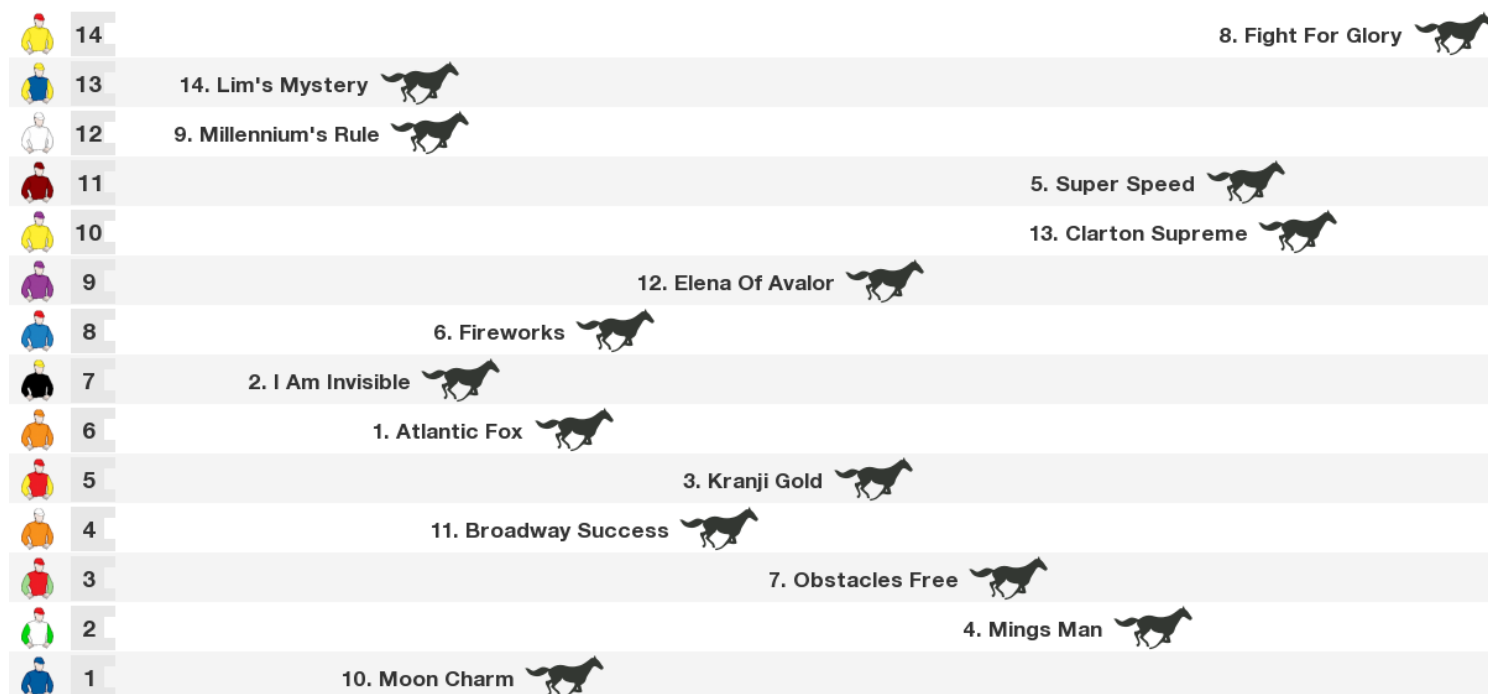 14 8. Fight For Glory
13 14. Lim's Mystery
12 9. Millennium's Rule
11 5. Super Speed
10 13. Clarton Supreme
9 12. Elena Of Avalor
8 6. Fireworks
7 2. I Am Invisible
6 1. Atlantic Fox
5 3. Kranji Gold
4 11. Broadway Success
3 7. Obstacles Free
2 4. Mings Man
1 10. Moon Charm